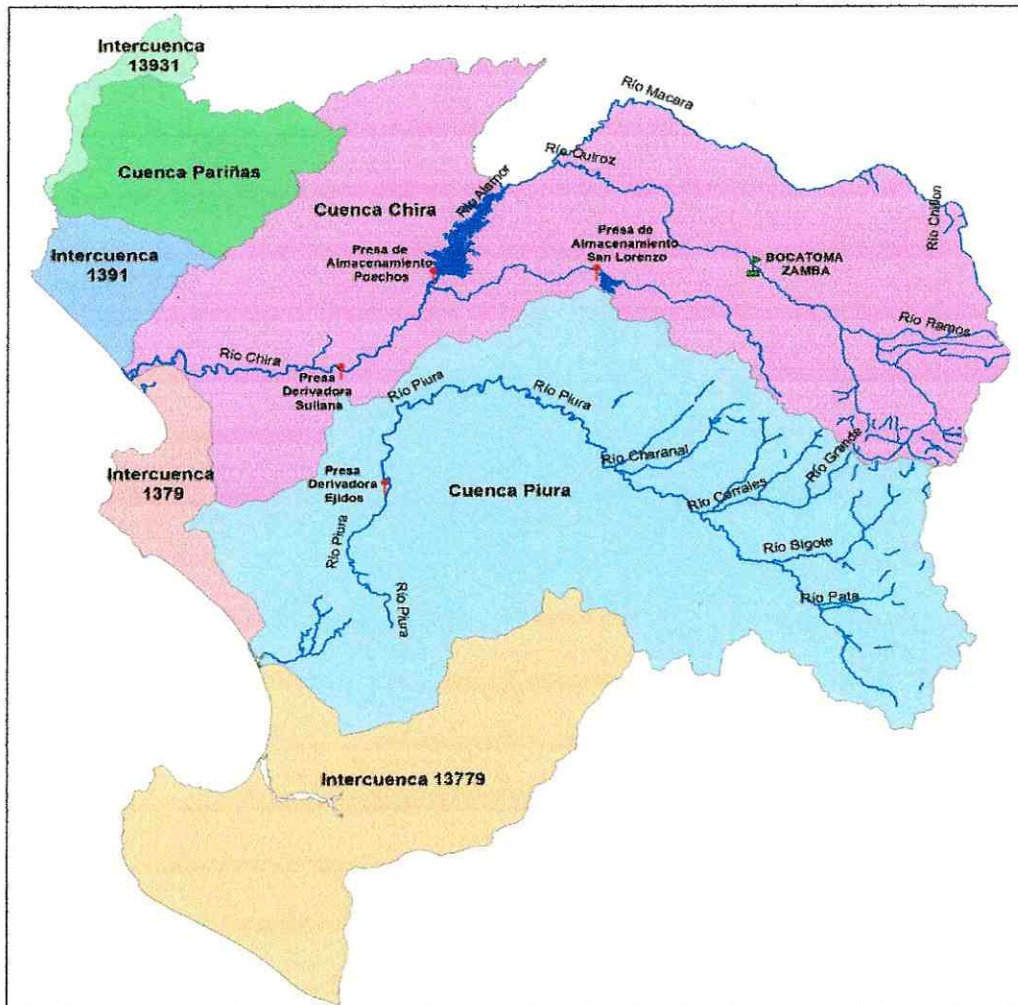 Intercuenca
13931
Cuenca Pariñas
Río Macara
Río Quiroz
Cuenca Chira
Río Alamor
Río Chillon
Presa de
Almacenamiento
San Lorenzo
Intercuenca
1391
Presa de
Almacenamiento
Poechos
BOCATOMA
ZAMBA
Río Ramos
Río Chira
Presa
Derivadora
Sullana
Río Piura
Río Piura
Río Charanal
Río Grande
Intercuenca
1379
Presa
Derivadora
Ejidos
Cuenca Piura
Río Corrales
Río Piura
Río Bigote
Río Pata
Río Piura
Intercuenca 13779